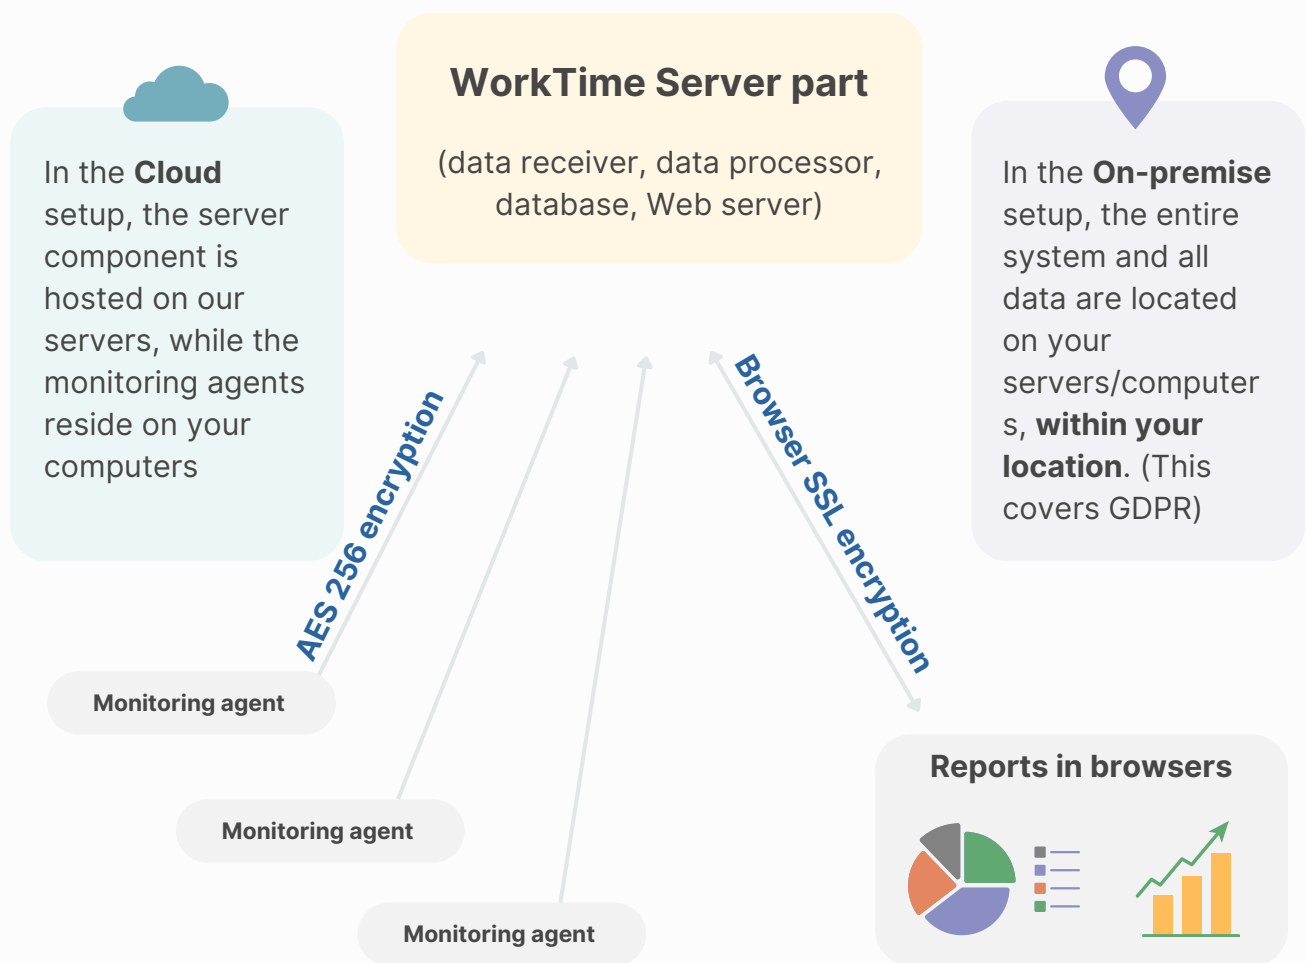 WorkTime Server part
(data receiver, data processor,
database, Web server)
In the Cloud
setup, the server
component is
hosted on our
servers, while the
monitoring agents
reside on your
computers
In the On-premise
setup, the entire
system and all
data are located
on your
servers/computer
s, within your
location. (This
covers GDPR)
AES 256 encryption
Browser SSL encryption
Monitoring agent
Monitoring agent
Monitoring agent
Reports in browsers